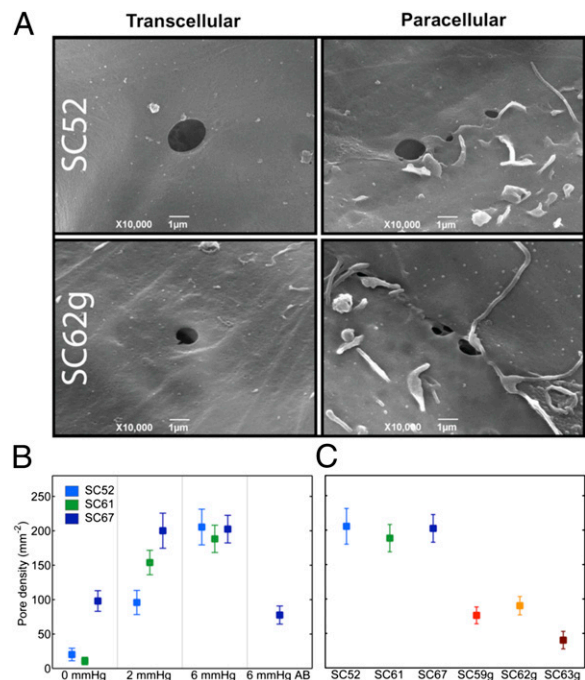 A
Transcellular
Paracellular
SC52
X10,000 1µm
X10,000 1µm
SC62g
X10,000 1µm
X10,000 1µm
B
C
Pore density (mm-2)
250
200
150
100
50
0
SC52
SC61
SC67
0 mmHg 2 mmHg 6 mmHg 6 mmHg AB
SC52 SC61 SC67 SC59g SC62g SC63g